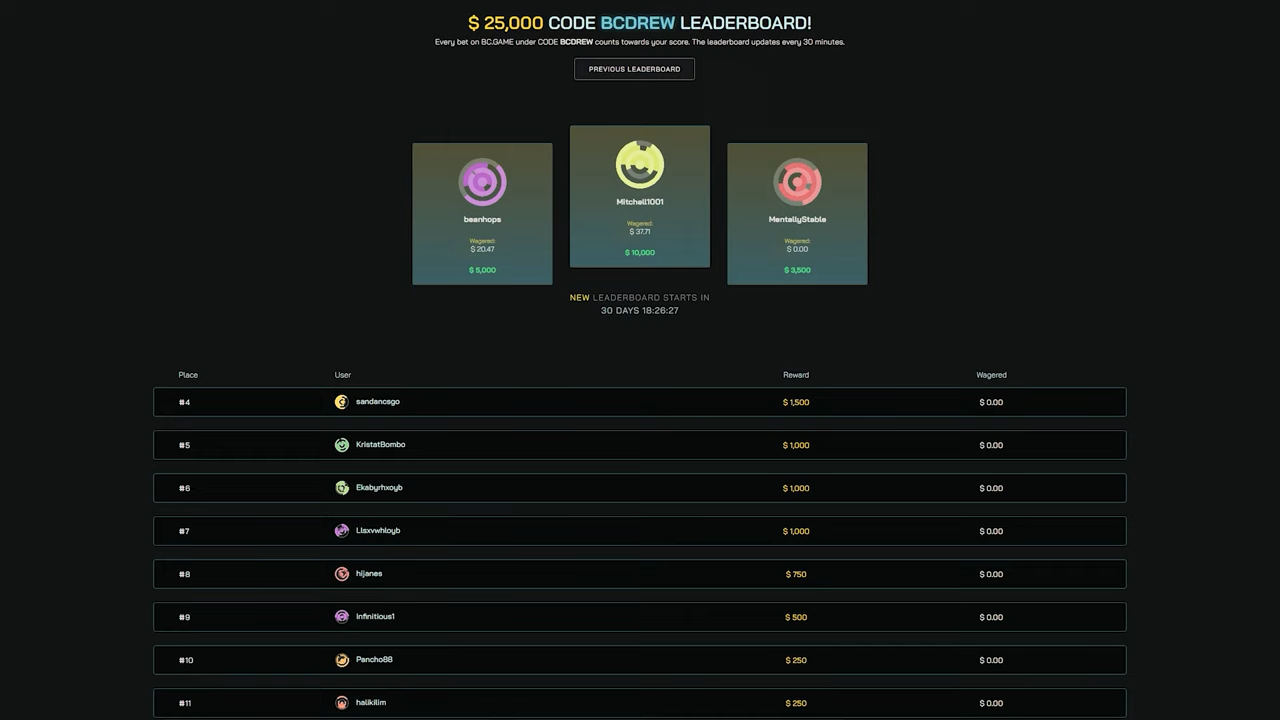 $ 25,000 CODE BCDREW LEADERBOARD!
Every bet on BC.GAME under CODE BCDREW counts towards your score. The leaderboard updates every 30 minutes.
PREVIOUS LEADERBOARD
beanhops
Wagered:
$ 20.47
$ 5,000
Mitchell1001
Wagered:
$ 37.71
$ 10,000
MentallyStable
Wagered:
$ 0.00
$ 3,500
NEW LEADERBOARD STARTS IN
30 DAYS 18:26:27
Place User Reward Wagered
#4 sandancsgo $ 1,500 $ 0.00
#5 KristatBombo $ 1,000 $ 0.00
#6 Ekabyrhxoyb $ 1,000 $ 0.00
#7 Llsxvwhloyb $ 1,000 $ 0.00
#8 hijanes $ 750 $ 0.00
#9 Infinitious1 $ 500 $ 0.00
#10 Pancho88 $ 250 $ 0.00
#11 halikilim $ 250 $ 0.00